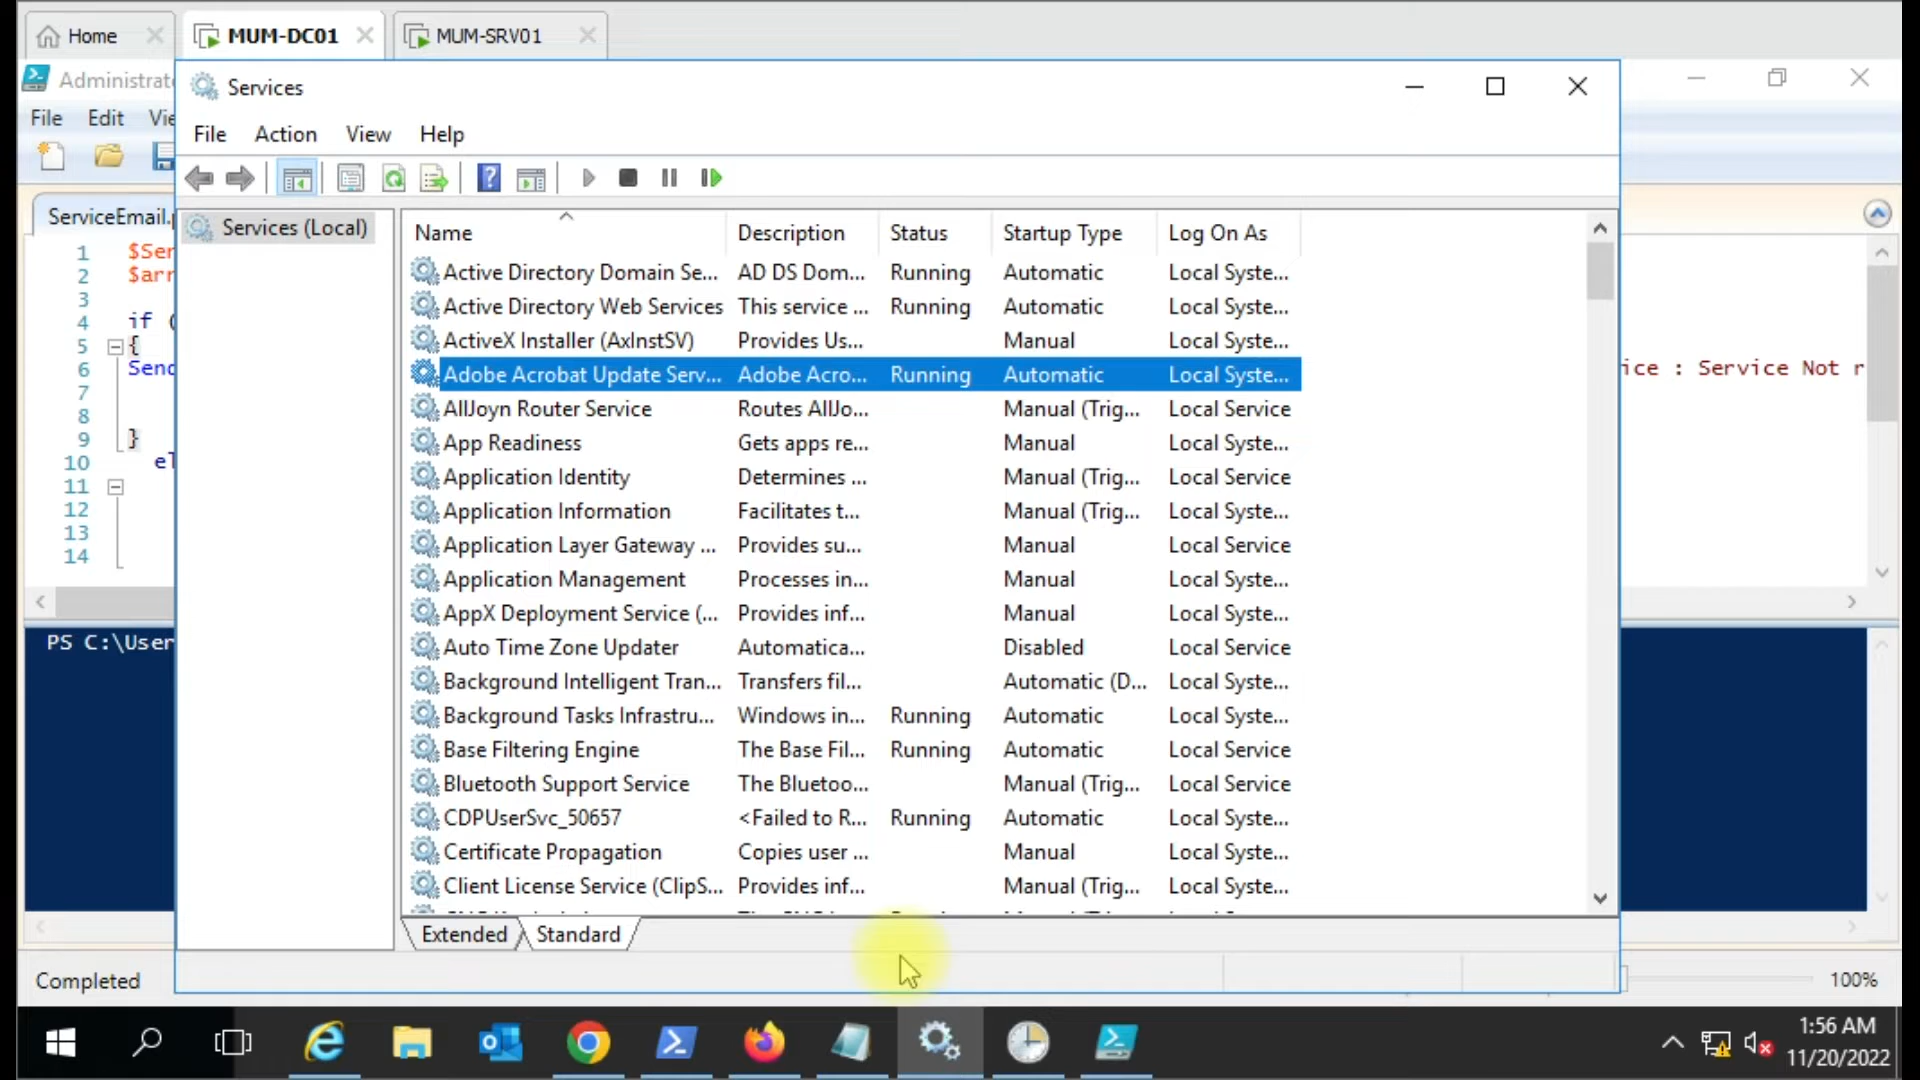 Home
MUM-DC01
MUM-SRV01
Administrat
Services
File Edit Vie
File Action View Help
ServiceEmail.p
Services (Local)
Name Description Status Startup Type Log On As
Active Directory Domain Se... AD DS Dom... Running Automatic Local Syste...
Active Directory Web Services This service ... Running Automatic Local Syste...
ActiveX Installer (AxInstSV) Provides Us... Manual Local Syste...
Adobe Acrobat Update Serv... Adobe Acro... Running Automatic Local Syste...
AllJoyn Router Service Routes AllJo... Manual (Trig... Local Service
App Readiness Gets apps re... Manual Local Syste...
Application Identity Determines ... Manual (Trig... Local Service
Application Information Facilitates t... Manual (Trig... Local Syste...
Application Layer Gateway ... Provides su... Manual Local Service
Application Management Processes in... Manual Local Syste...
AppX Deployment Service (... Provides inf... Manual Local Syste...
Auto Time Zone Updater Automatica... Disabled Local Service
Background Intelligent Tran... Transfers fil... Automatic (D... Local Syste...
Background Tasks Infrastru... Windows in... Running Automatic Local Syste...
Base Filtering Engine The Base Fil... Running Automatic Local Service
Bluetooth Support Service The Bluetoo... Manual (Trig... Local Service
CDPUserSvc_50657 <Failed to R... Running Automatic Local Syste...
Certificate Propagation Copies user ... Manual Local Syste...
Client License Service (ClipS... Provides inf... Manual (Trig... Local Syste...
Extended Standard
1 $Ser
2 $arr
3
4 if (
5 {
6 Send
7
8
9 }
10 el
11
12
13
14
ice : Service Not r
PS C:\User
Completed
100%
1:56 AM
11/20/2022